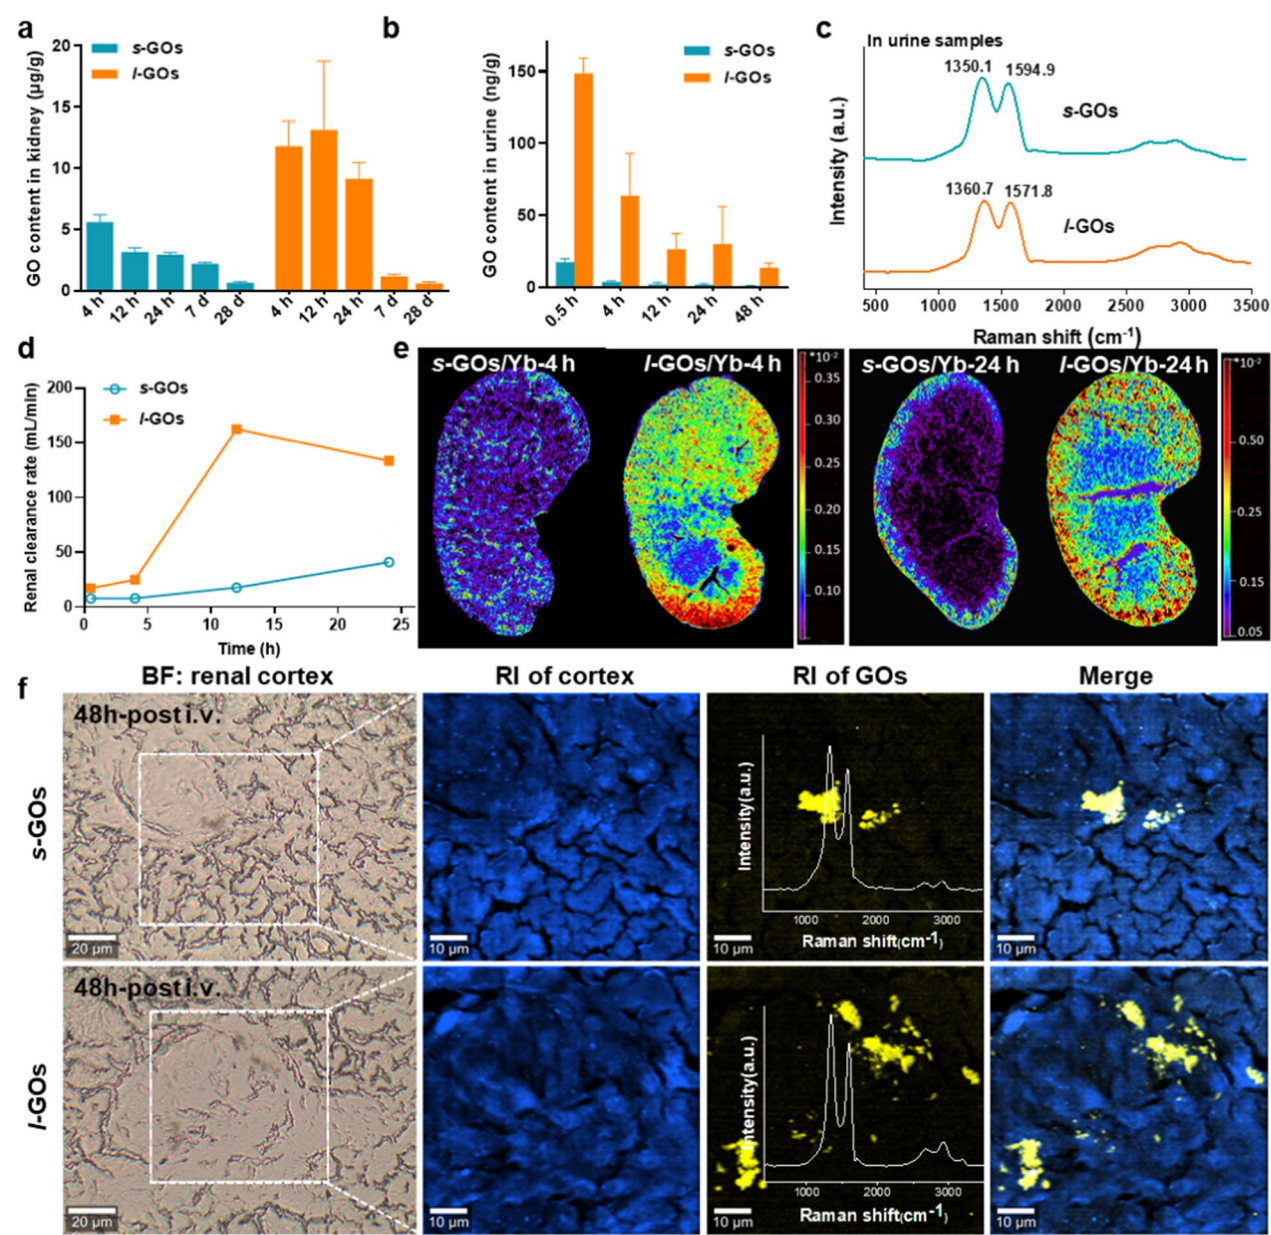 a
GO content in kidney (µg/g)
20
15
10
5
0
s-GOs
l-GOs
4 h
12 h
24 h
7 d
28 d
4 h
12 h
24 h
7 d
28 d
b
GO content in urine (ng/g)
150
100
50
0
s-GOs
l-GOs
0.5 h
4 h
12 h
24 h
48 h
c
In urine samples
Intensity (a.u.)
1350.1
1594.9
s-GOs
1360.7
1571.8
l-GOs
500
1000
1500
2000
2500
3000
3500
Raman shift (cm⁻¹)
d
Renal clearance rate (mL/min)
200
150
100
50
0
s-GOs
l-GOs
0
5
10
15
20
25
Time (h)
e
s-GOs/Yb-4 h
l-GOs/Yb-4 h
*10⁻²
0.35
0.30
0.25
0.20
0.15
0.10
s-GOs/Yb-24 h
l-GOs/Yb-24 h
*10⁻²
0.50
0.25
0.15
0.05
f
BF: renal cortex
RI of cortex
RI of GOs
Merge
s-GOs
48h-post i.v.
20 µm
10 µm
Intensity(a.u.)
1000
2000
3000
Raman shift(cm⁻¹)
10 µm
10 µm
l-GOs
48h-post i.v.
20 µm
10 µm
Intensity(a.u.)
1000
2000
3000
Raman shift(cm⁻¹)
10 µm
10 µm